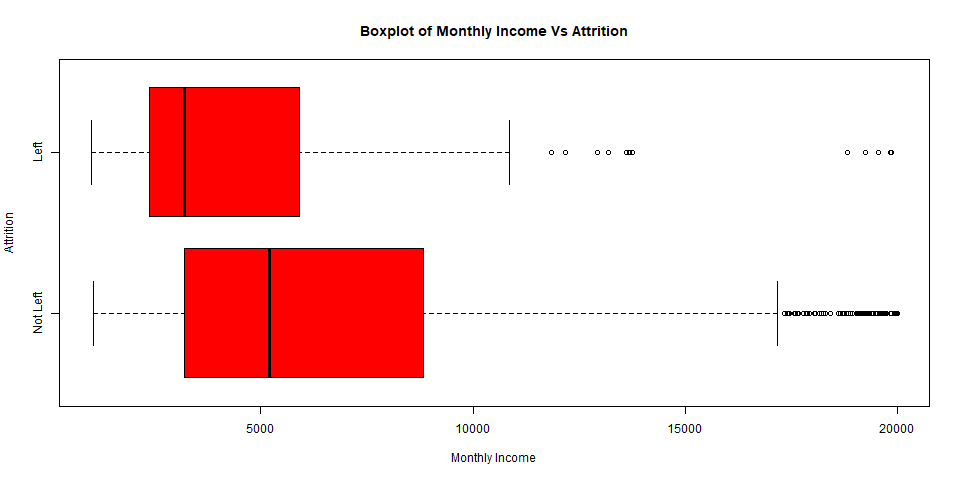 Boxplot of Monthly Income Vs Attrition
Left
Not Left
Attrition
5000
10000
15000
20000
Monthly Income